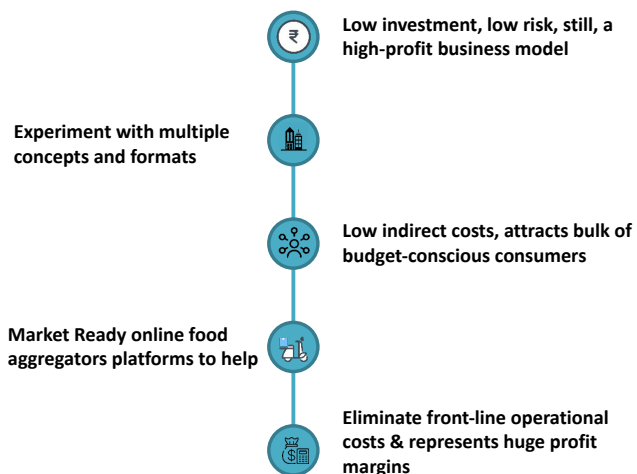 ₹
Low investment, low risk, still, a
high-profit business model
Experiment with multiple
concepts and formats
Low indirect costs, attracts bulk of
budget-conscious consumers
Market Ready online food
aggregators platforms to help
$
Eliminate front-line operational
costs & represents huge profit
margins